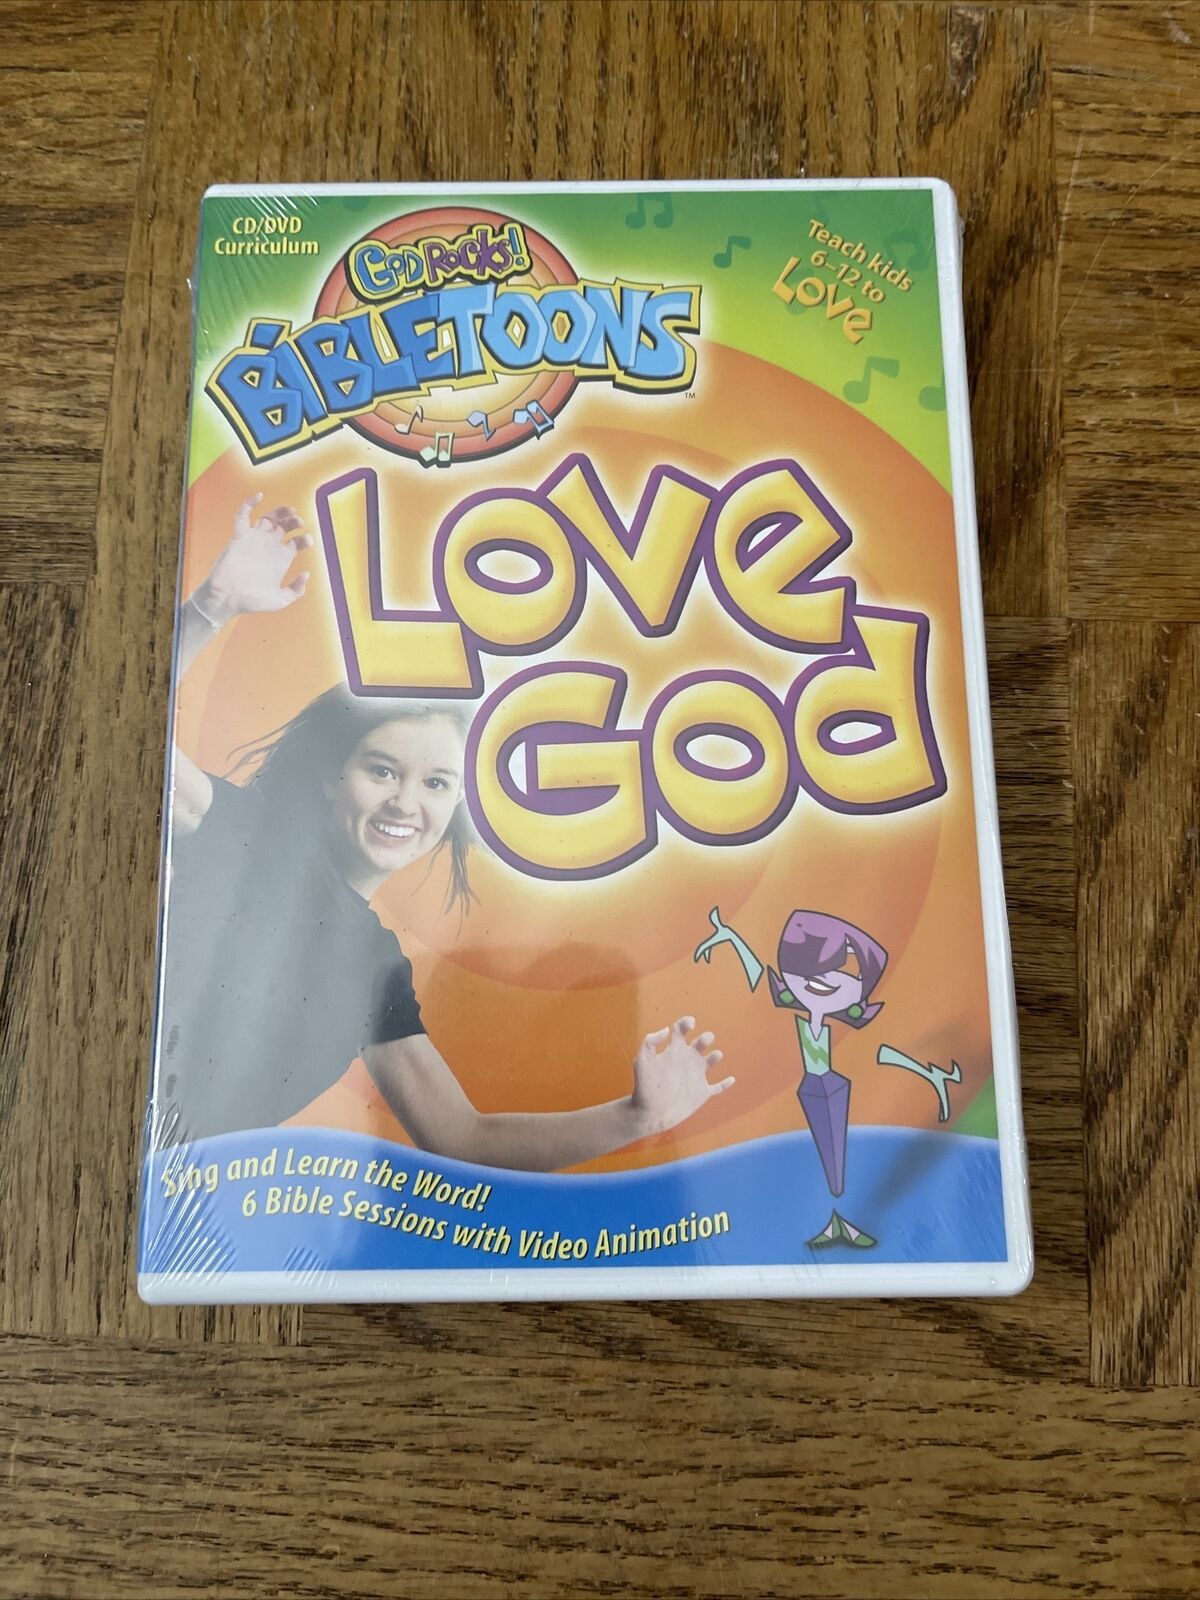 CD/DVD
Curriculum
GOD ROCKS!
BIBLETOONS™
Teach kids
6–12 to
Love
Love
God
Sing and Learn the Word!
6 Bible Sessions with Video Animation